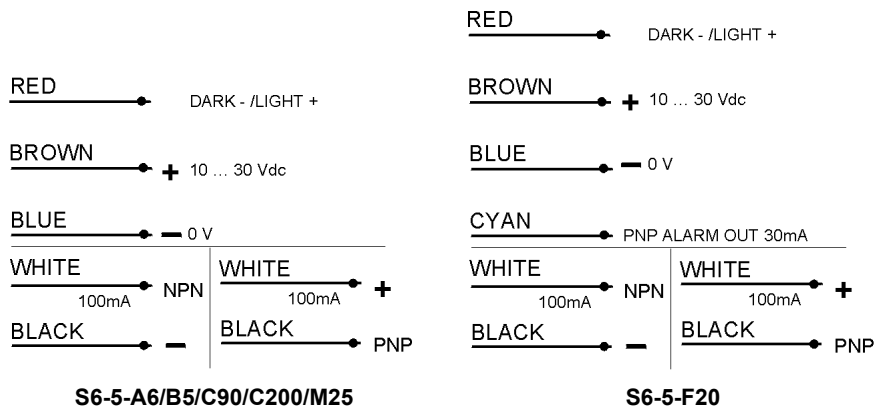 RED
DARK - /LIGHT +
BROWN
+ 10 ... 30 Vdc
BLUE
- 0 V
WHITE
100mA
NPN
BLACK
-
WHITE
100mA
+
BLACK
PNP
S6-5-A6/B5/C90/C200/M25
RED
DARK - /LIGHT +
BROWN
+ 10 ... 30 Vdc
BLUE
- 0 V
CYAN
PNP ALARM OUT 30mA
WHITE
100mA
NPN
BLACK
-
WHITE
100mA
+
BLACK
PNP
S6-5-F20